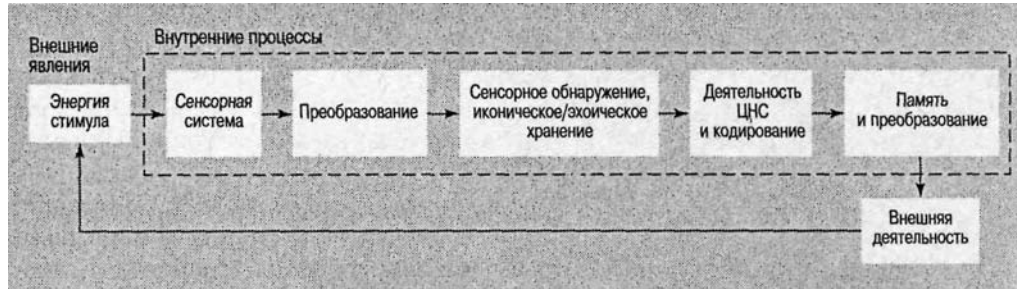 Внешние
явления
Внутренние процессы
Энергия
стимула
Сенсорная
система
Преобразование
Сенсорное обнаружение,
иконическое/эхоическое
хранение
Деятельность
ЦНС
и кодирование
Память
и преобразование
Внешняя
деятельность